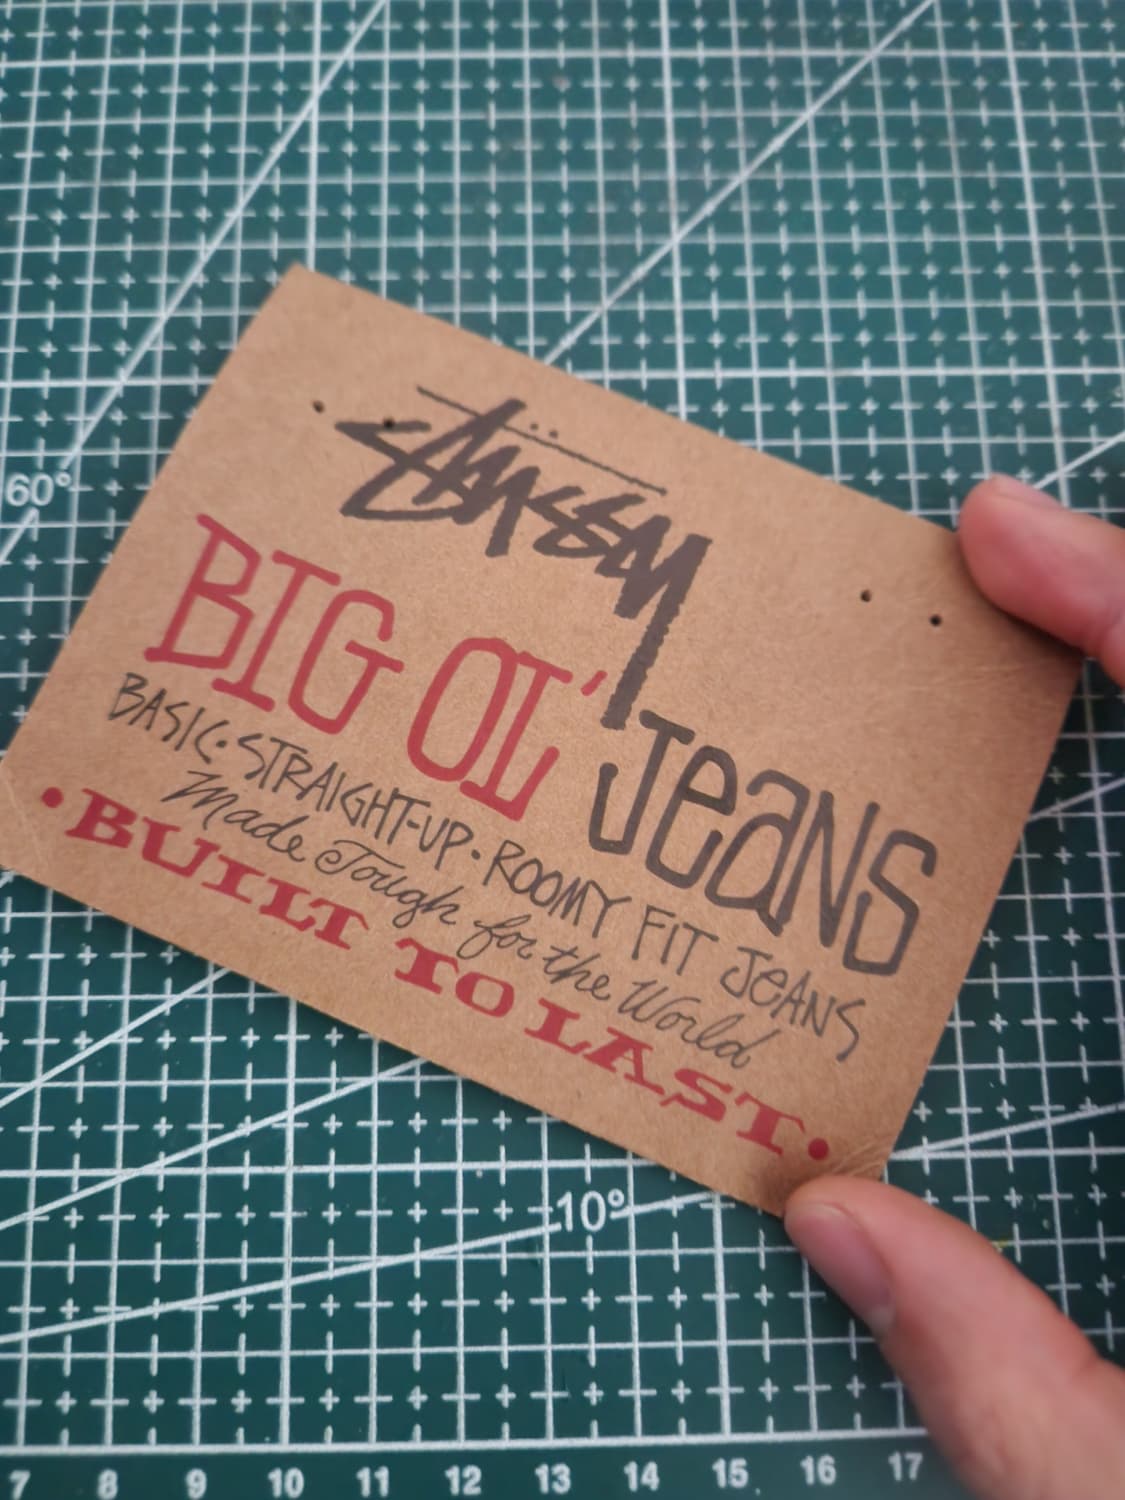 Stüssy
BIG OL' JeANS
BASIC • STRAIGHT-UP • ROOMY FIT JeANS
Made Tough for the World
• BUILT TO LAST •
60°
10°
7 8 9 10 11 12 13 14 15 16 17